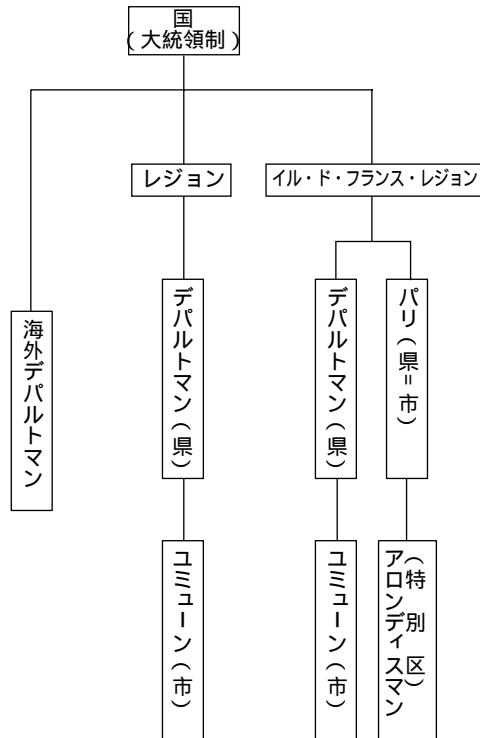 国
(大統領制)
レジョン
イル・ド・フランス・レジョン
海外デパルトマン
デパルトマン(県)
デパルトマン(県)
パリ(県=市)
ユミューン(市)
ユミューン(市)
(特別区)
アロンディスマン